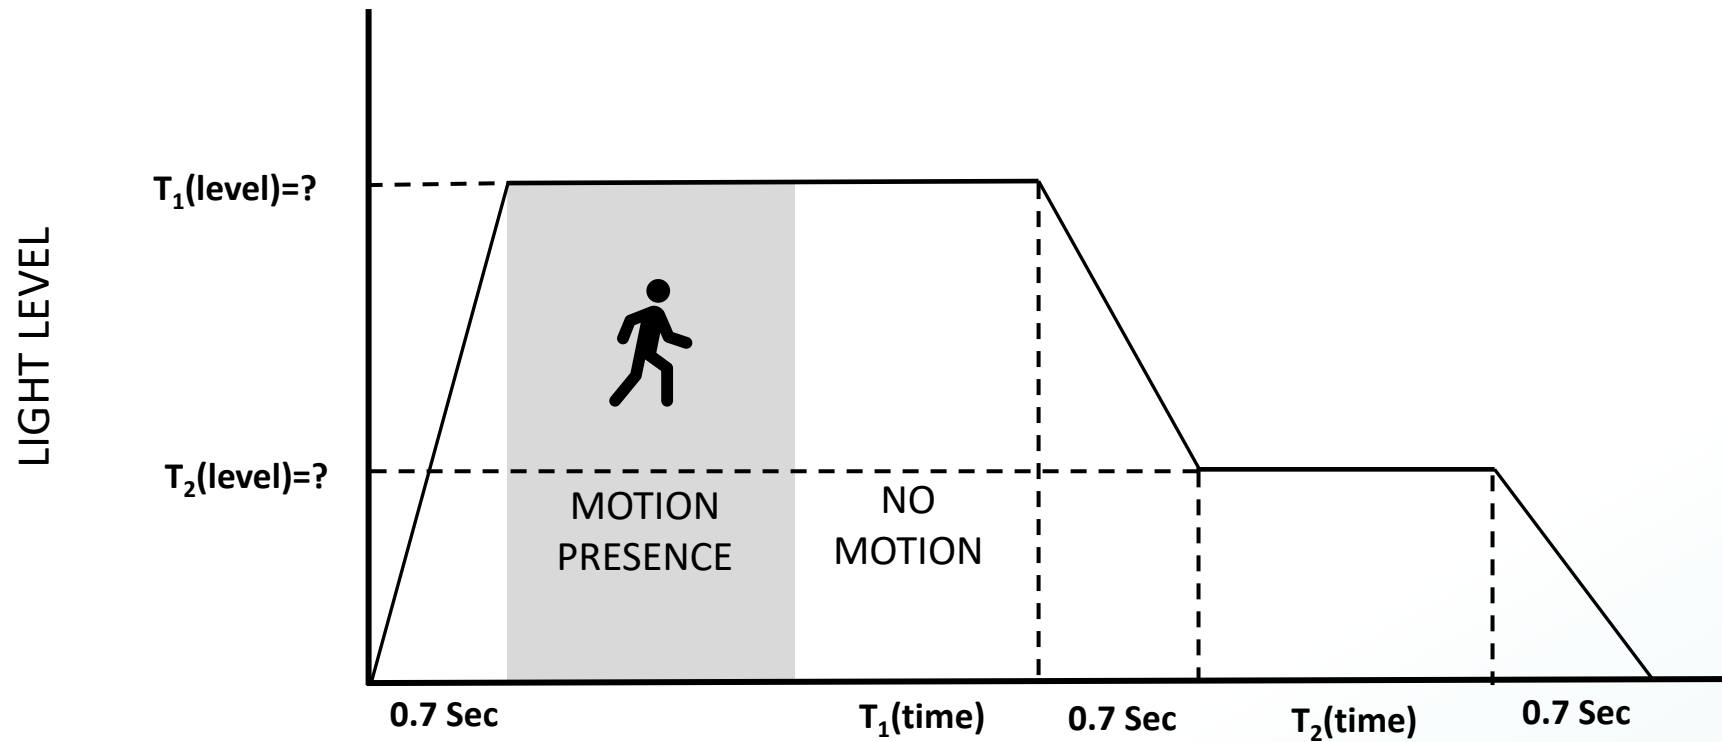 LIGHT LEVEL
T₁(level)=?
T₂(level)=?
MOTION
PRESENCE
NO
MOTION
0.7 Sec
T₁(time)
0.7 Sec
T₂(time)
0.7 Sec